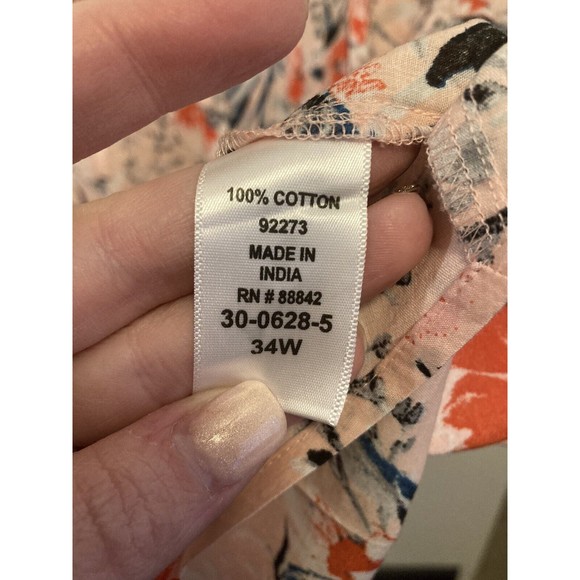 100% COTTON
92273
MADE IN
INDIA
RN # 88842
30-0628-5
34W